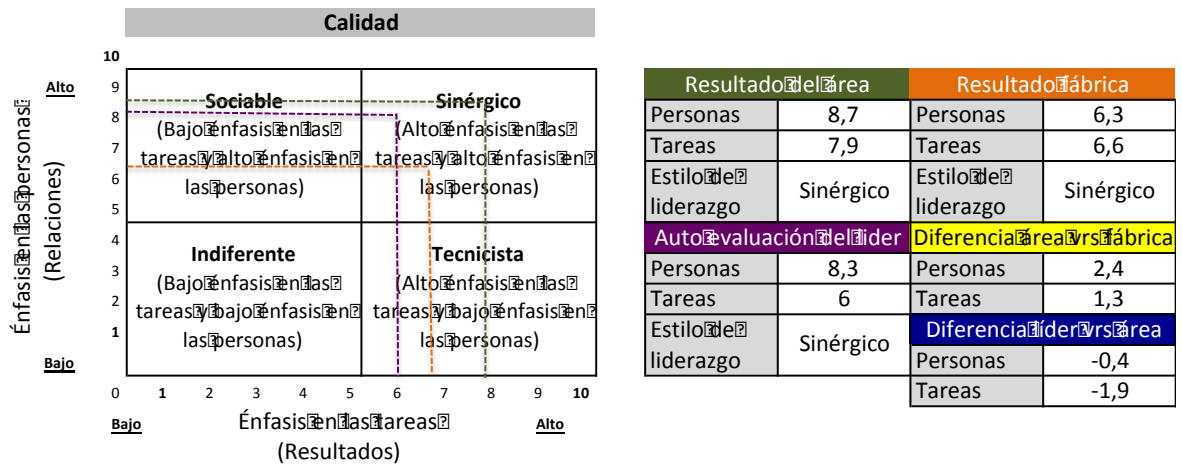 Calidad
10
Alto
9
8
7
6
5
4
3
2
1
Bajo
Énfasis en las personas
(Relaciones)
Sociable
(Bajo énfasis en las
tareas y alto énfasis en
las personas)
Sinérgico
(Alto énfasis en las
tareas y alto énfasis en
las personas)
Indiferente
(Bajo énfasis en las
tareas y bajo énfasis en
las personas)
Tecnicista
(Alto énfasis en las
tareas y bajo énfasis en
las personas)
0 1 2 3 4 5 6 7 8 9 10
Bajo
Énfasis en las tareas
(Resultados)
Alto
Resultado del área
Personas 8,7
Tareas 7,9
Estilo de
liderazgo
Sinérgico
Resultado fábrica
Personas 6,3
Tareas 6,6
Estilo de
liderazgo
Sinérgico
Auto evaluación del lider
Personas 8,3
Tareas 6
Estilo de
liderazgo
Sinérgico
Diferencia área vrs fábrica
Personas 2,4
Tareas 1,3
Diferencia líder vrs área
Personas -0,4
Tareas -1,9